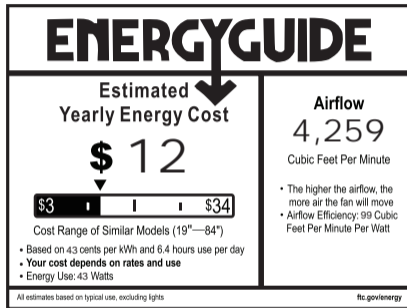 ENERGYGUIDE
Estimated
Yearly Energy Cost
$ 12
$3 $34
Cost Range of Similar Models (19"—84")
• Based on 43 cents per kWh and 6.4 hours use per day
• Your cost depends on rates and use
• Energy Use: 43 Watts
Airflow
4,259
Cubic Feet Per Minute
• The higher the airflow, the
more air the fan will move
• Airflow Efficiency: 99 Cubic
Feet Per Minute Per Watt
All estimates based on typical use, excluding lights
ftc.gov/energy